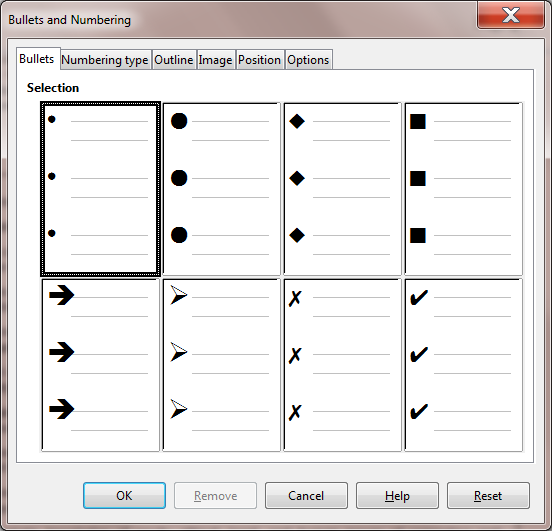 Bullets and Numbering
Bullets Numbering type Outline Image Position Options
Selection
OK Remove Cancel Help Reset